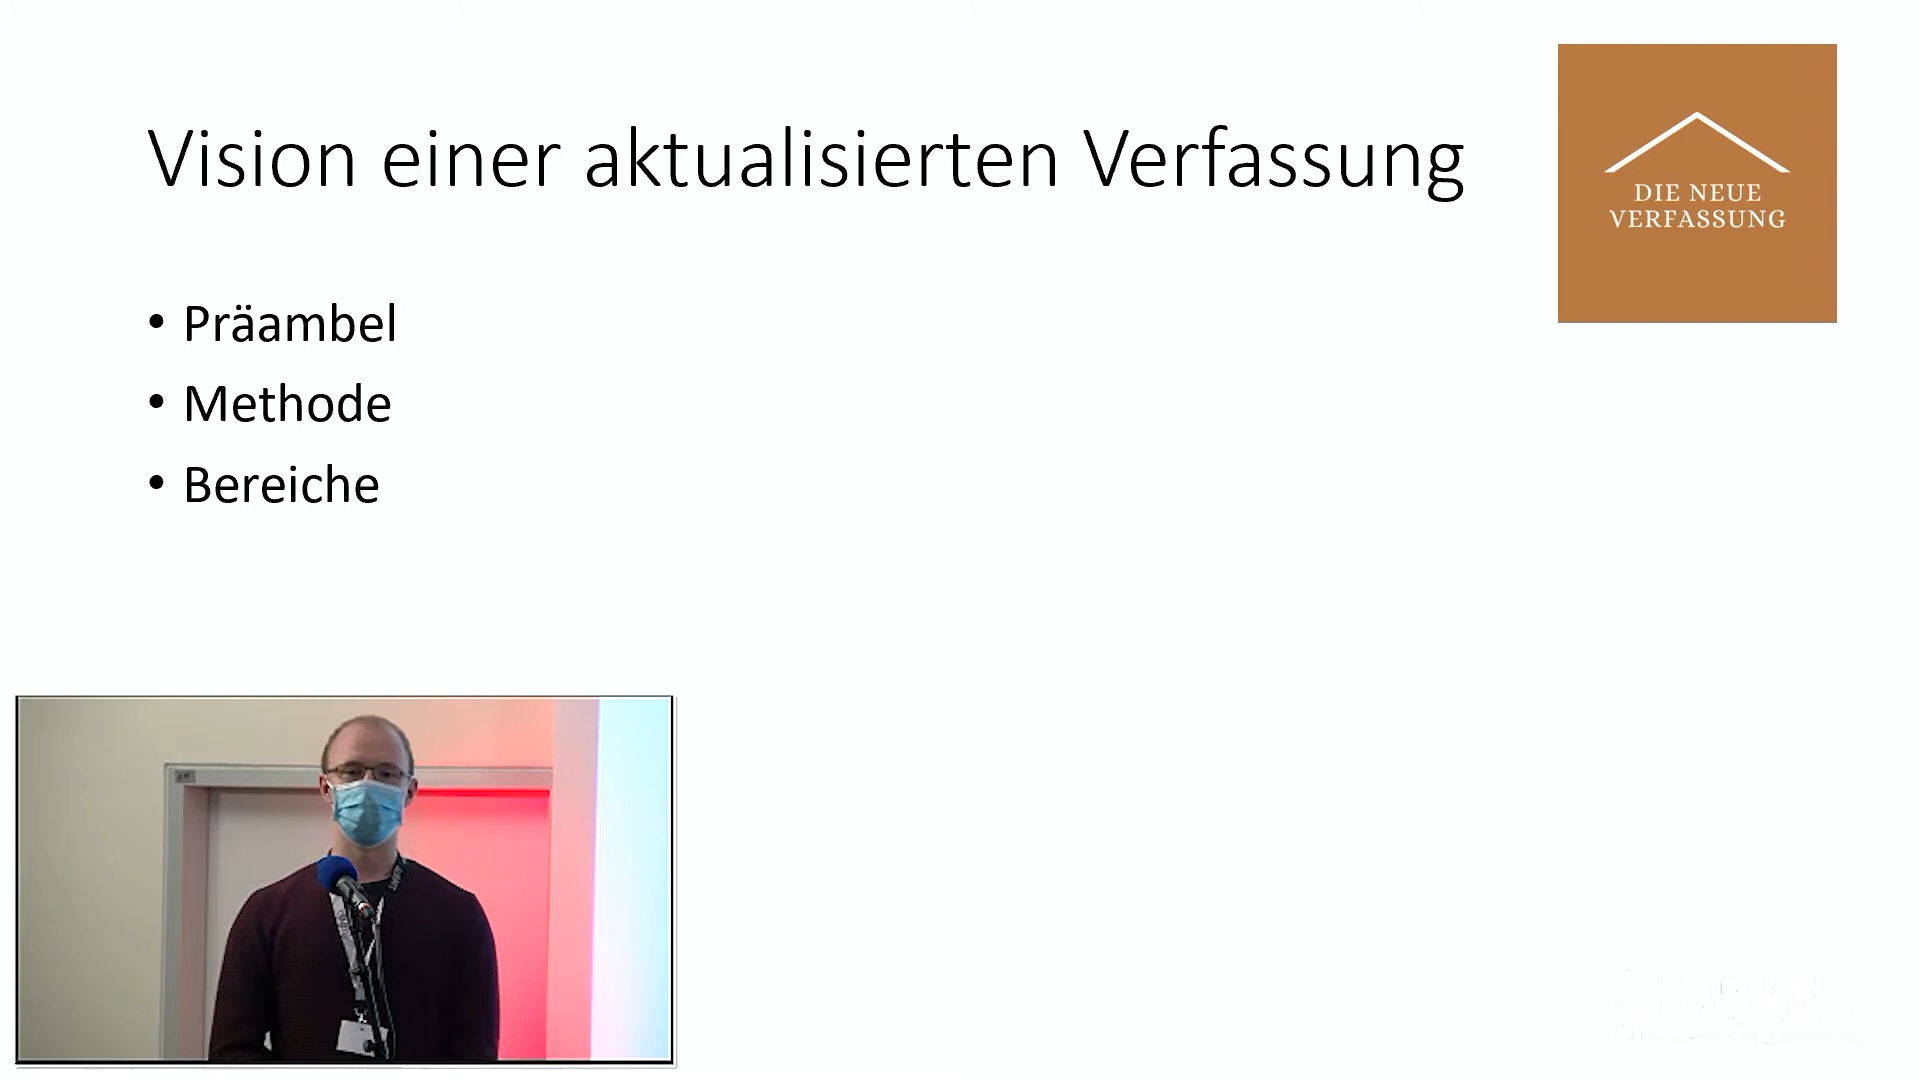 Vision einer aktualisierten Verfassung
DIE NEUE
VERFASSUNG
• Präambel
• Methode
• Bereiche